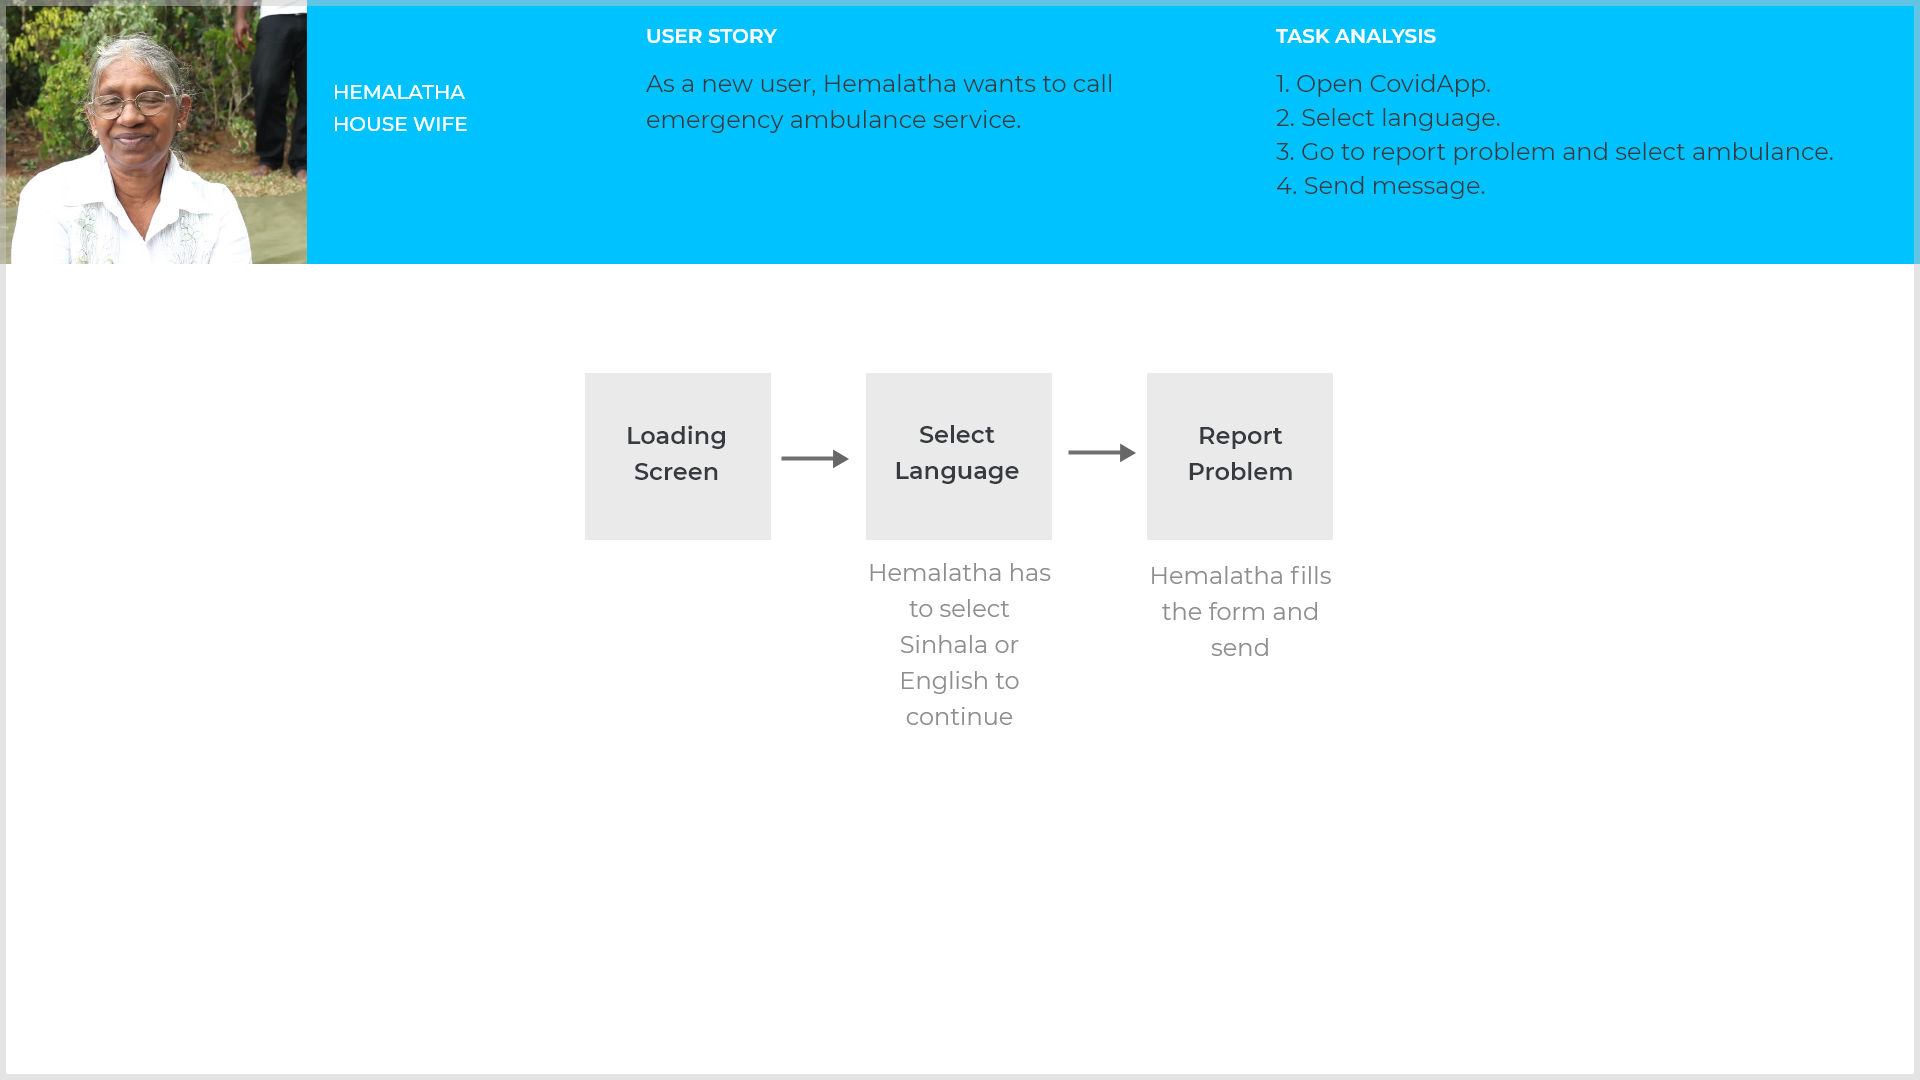 HEMALATHA
HOUSE WIFE
USER STORY
As a new user, Hemalatha wants to call
emergency ambulance service.
TASK ANALYSIS
1. Open CovidApp.
2. Select language.
3. Go to report problem and select ambulance.
4. Send message.
Loading
Screen
Select
Language
Hemalatha has
to select
Sinhala or
English to
continue
Report
Problem
Hemalatha fills
the form and
send